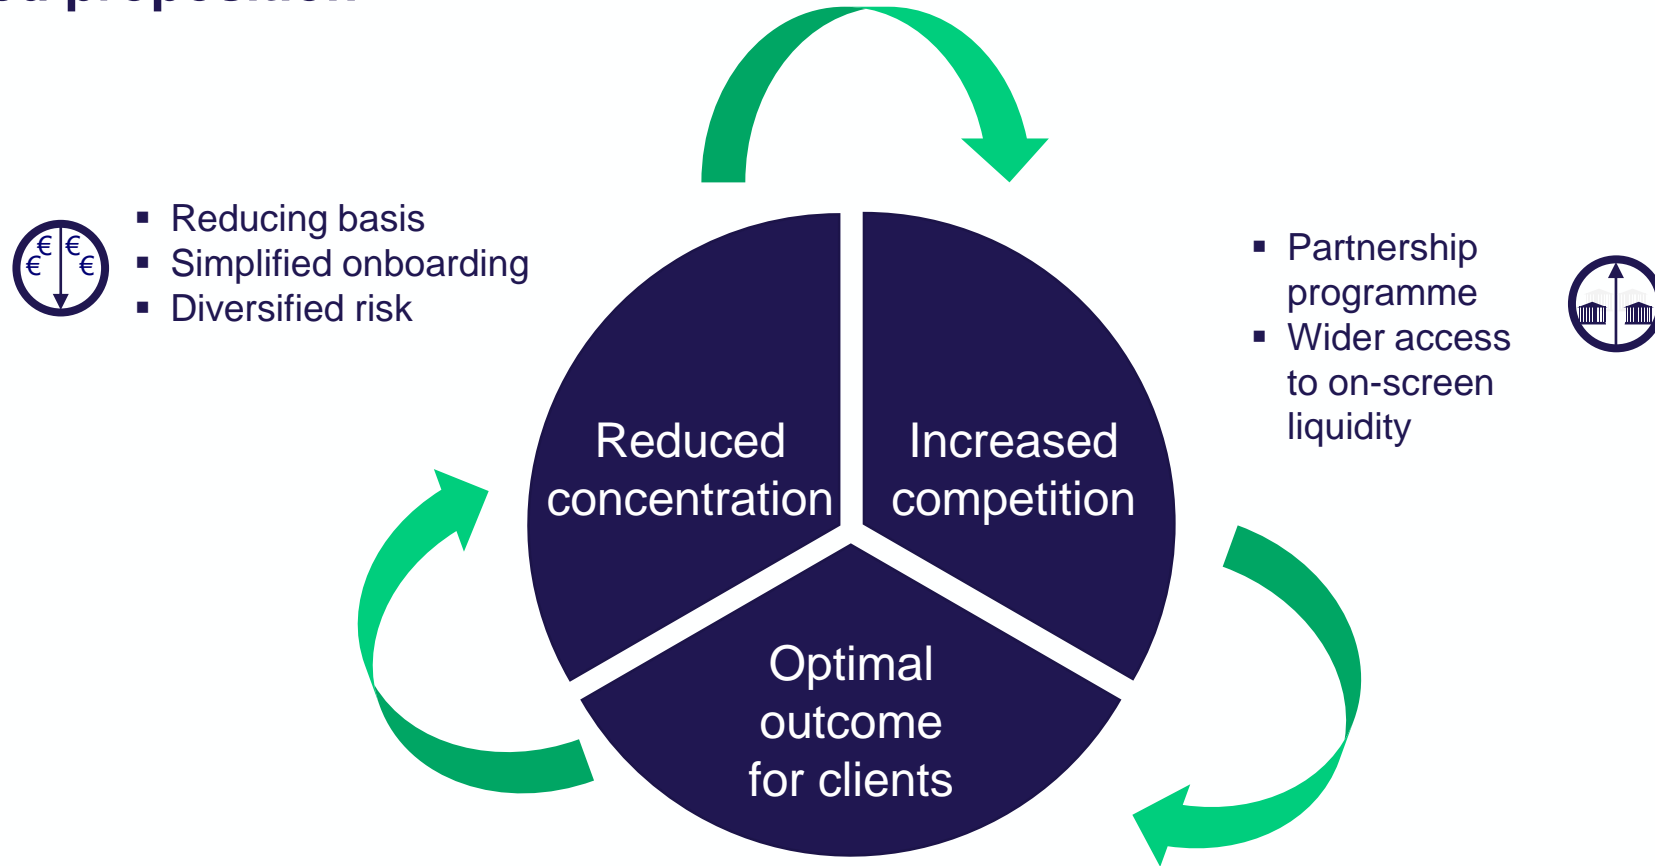 proposition
€ € € €
▪ Reducing basis
▪ Simplified onboarding
▪ Diversified risk
▪ Partnership
programme
▪ Wider access
to on-screen
liquidity
Reduced
concentration
Increased
competition
Optimal
outcome
for clients